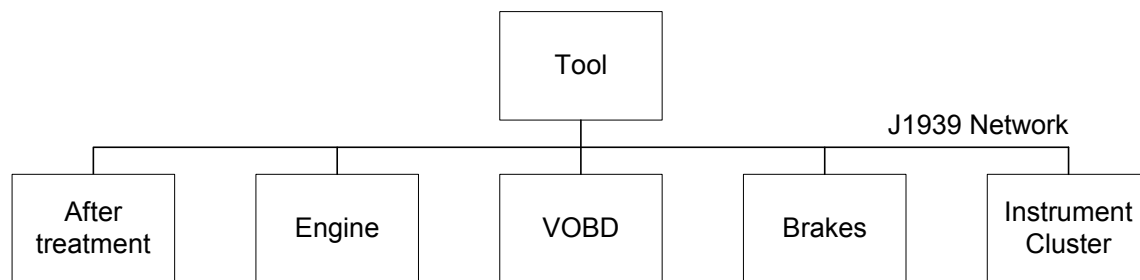 Tool
J1939 Network
After
treatment
Engine
VOBD
Brakes
Instrument
Cluster